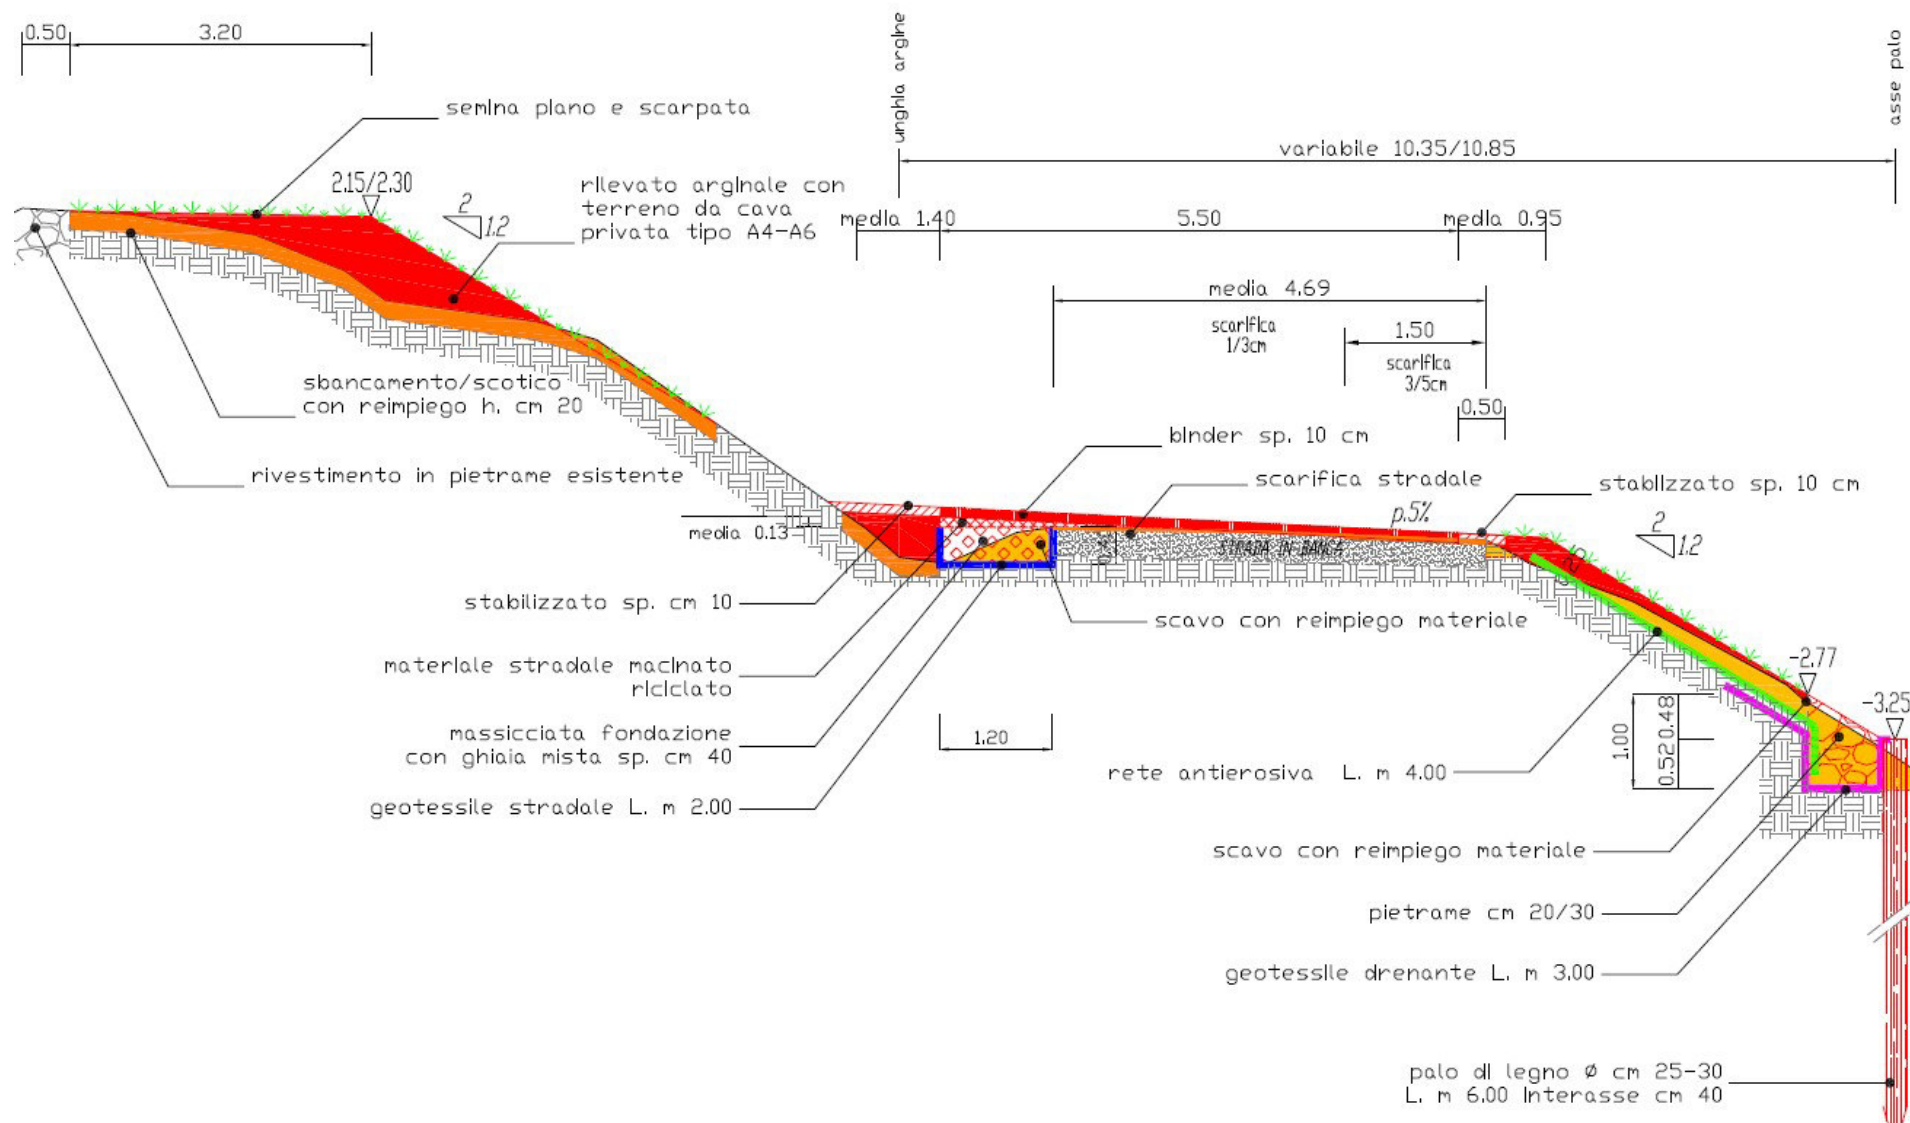 0.50
3.20
unghia argine
asse palo
semina piano e scarpata
variabile 10.35/10.85
2.15/2.30
2
1.2
rilevato arginale con
terreno da cava
privata tipo A4-A6
media 1.40
5.50
media 0.95
media 4.69
scarifica
1/3cm
1.50
scarifica
3/5cm
0.50
sbancamento/scotico
con reimpiego h. cm 20
rivestimento in pietrame esistente
binder sp. 10 cm
scarifica stradale
stabilizzato sp. 10 cm
p.5%
2
1.2
media 0.13
STRADA IN BANCA
stabilizzato sp. cm 10
scavo con reimpiego materiale
materiale stradale macinato
riciclato
-2.77
-3.25
massicciata fondazione
con ghiaia mista sp. cm 40
1.20
1.00
0.48
0.52
rete antierosiva L. m 4.00
geotessile stradale L. m 2.00
scavo con reimpiego materiale
pietrame cm 20/30
geotessile drenante L. m 3.00
palo di legno Ø cm 25-30
L. m 6.00 Interasse cm 40